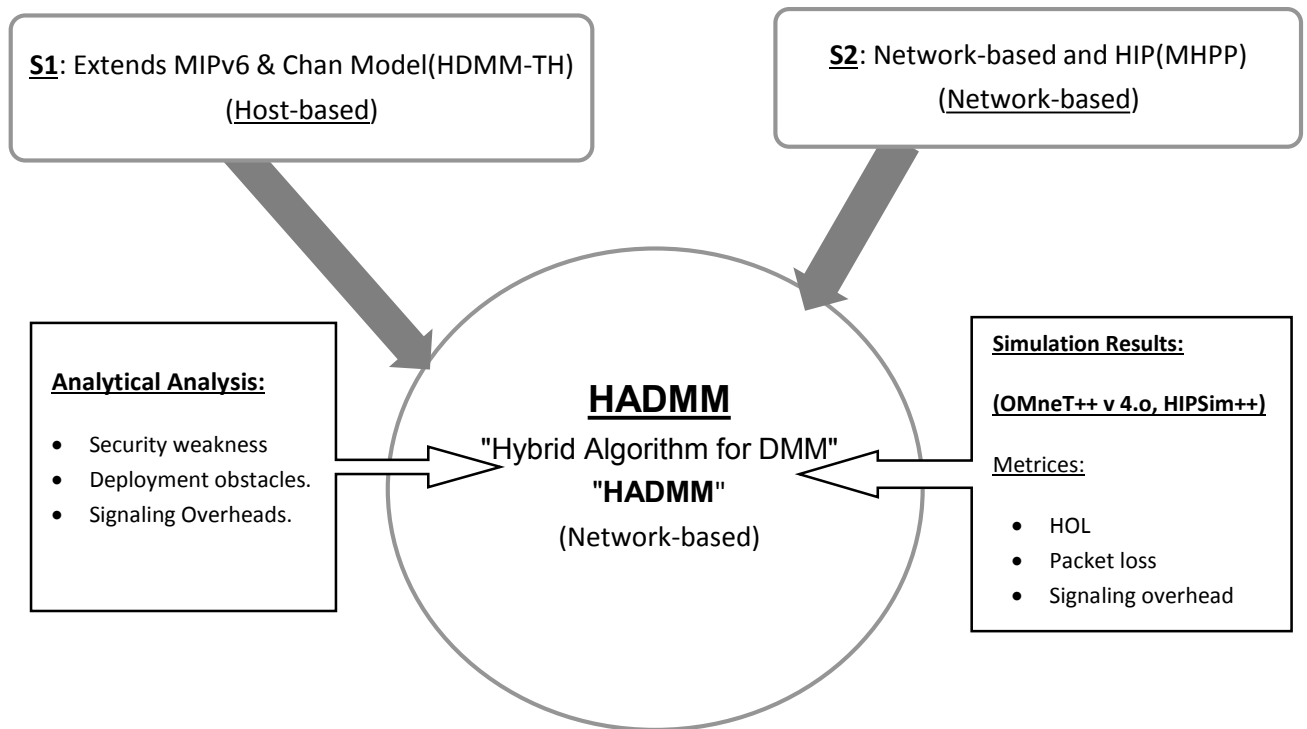 S1: Extends MIPv6 & Chan Model(HDMM-TH)
(Host-based)
S2: Network-based and HIP(MHPP)
(Network-based)
Analytical Analysis:
• Security weakness
• Deployment obstacles.
• Signaling Overheads.
HADMM
"Hybrid Algorithm for DMM"
"HADMM"
(Network-based)
Simulation Results:
(OMneT++ v 4.o, HIPSim++)
Metrices:
• HOL
• Packet loss
• Signaling overhead